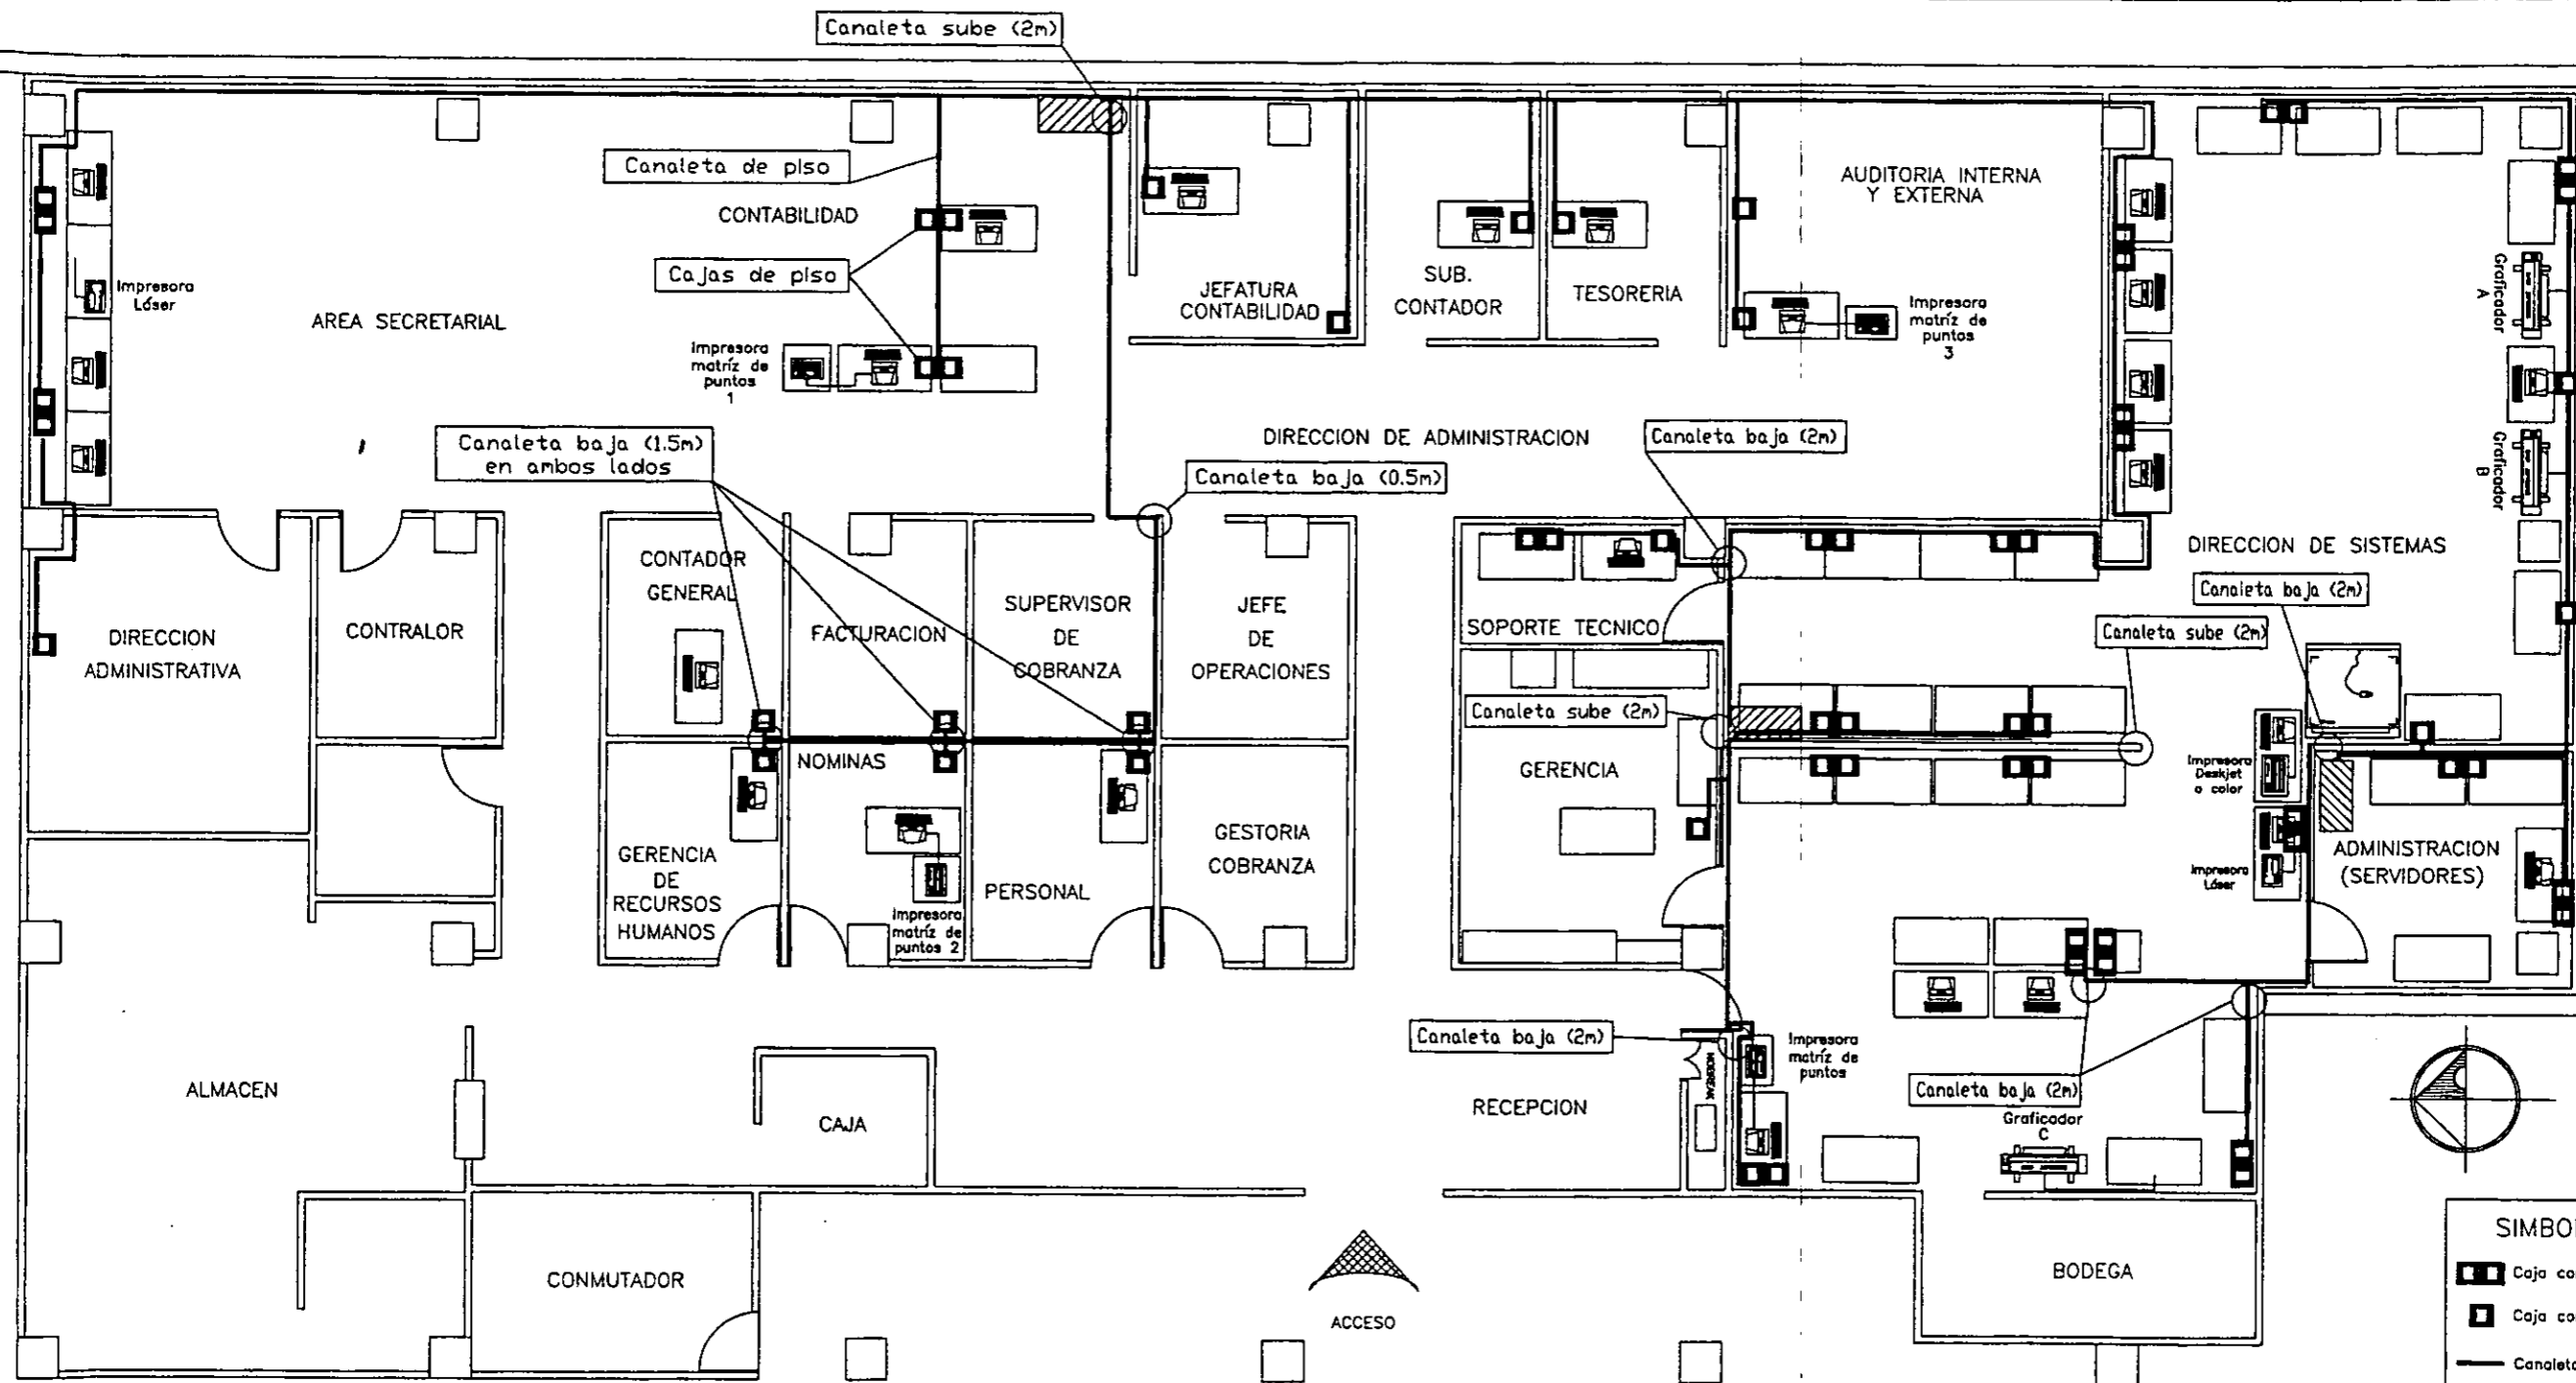 Canaleta sube (2m)
Canaleta de piso
CONTABILIDAD
Cajas de piso
AREA SECRETARIAL
Impresora
Láser
Impresora
matríz de
puntos
1
JEFATURA
CONTABILIDAD
SUB.
CONTADOR
TESORERIA
AUDITORIA INTERNA
Y EXTERNA
Impresora
matríz de
puntos
3
Graficador
A
Graficador
B
Canaleta baja (1.5m)
en ambos lados
DIRECCION DE ADMINISTRACION
Canaleta baja (0.5m)
Canaleta baja (2m)
DIRECCION DE SISTEMAS
Canaleta baja (2m)
Canaleta sube (2m)
DIRECCION
ADMINISTRATIVA
CONTRALOR
CONTADOR
GENERAL
FACTURACION
SUPERVISOR
DE
COBRANZA
JEFE
DE
OPERACIONES
SOPORTE TECNICO
Canaleta sube (2m)
GERENCIA
NOMINAS
GERENCIA
DE
RECURSOS
HUMANOS
Impresora
matríz de
puntos 2
PERSONAL
GESTORIA
COBRANZA
Impresora
Deskjet
a color
Impresora
Láser
ADMINISTRACION
(SERVIDORES)
Canaleta baja (2m)
NOBREAK
Impresora
matríz de
puntos
Canaleta baja (2m)
Graficador
C
ALMACEN
CAJA
RECEPCION
CONMUTADOR
ACCESO
BODEGA
SIMBO
Caja co
Caja co
Canaleta